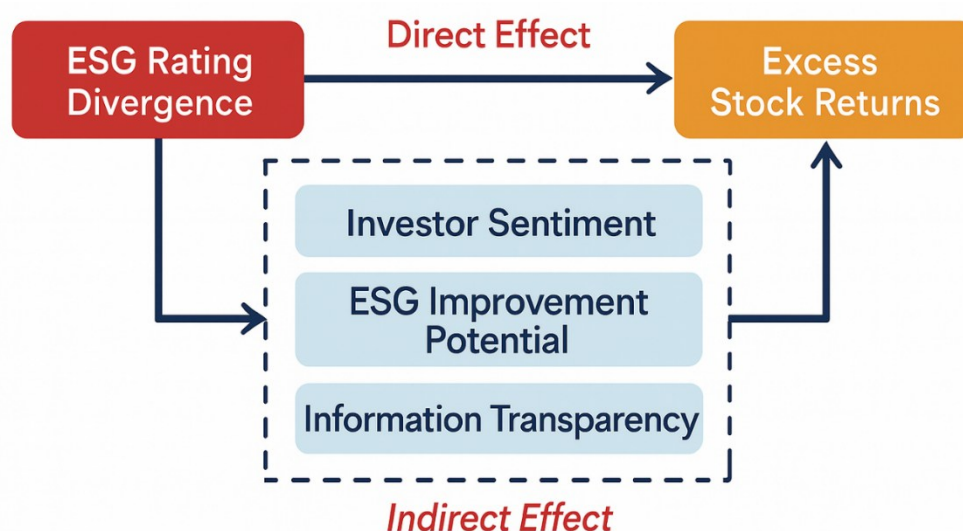 ESG Rating
Divergence
Direct Effect
Excess
Stock Returns
Investor Sentiment
ESG Improvement
Potential
Information Transparency
Indirect Effect